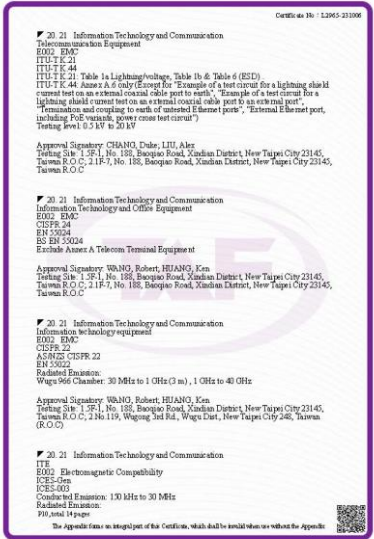 Certificate No : L2965-231006
20. 21 Information Technology and Communication
Telecommunication Equipment
E002 EMC
ITU-T K.21
ITU-T K.44
ITU-T K.21: Table 1a Lightning/voltage, Table 1b & Table 6 (ESD)
ITU-T K.44: Annex A.6 only (Except for "Example of a test circuit for a lightning shield
current test on an external coaxial cable port to earth", "Example of a test circuit for a
lightning shield current test on an external coaxial cable port to an external port",
"Termination and coupling to earth of untested Ethernet ports", "External Ethernet port,
including PoE variants, power cross test circuit")
Testing level: 0.5 kV to 20 kV
Approval Signatory: CHANG, Duke; LIU, Alex
Testing Site: 1.5F-1, No. 188, Baoqiao Road, Xindian District, New Taipei City 23145,
Taiwan R.O.C; 2.1F-7, No. 188, Baoqiao Road, Xindian District, New Taipei City 23145,
Taiwan R.O.C
20. 21 Information Technology and Communication
Information Technology and Office Equipment
E002 EMC
CISPR 24
EN 55024
BS EN 55024
Exclude Annex A Telecom Terminal Equipment
Approval Signatory: WANG, Robert; HUANG, Ken
Testing Site: 1.5F-1, No. 188, Baoqiao Road, Xindian District, New Taipei City 23145,
Taiwan R.O.C; 2.1F-7, No. 188, Baoqiao Road, Xindian District, New Taipei City 23145,
Taiwan R.O.C
TAF
20. 21 Information Technology and Communication
Information technology equipment
E002 EMC
CISPR 22
AS/NZS CISPR 22
EN 55022
Radiated Emission:
Wugu 966 Chamber: 30 MHz to 1 GHz (3 m) , 1 GHz to 40 GHz
Approval Signatory: WANG, Robert; HUANG, Ken
Testing Site: 1.5F-1, No. 188, Baoqiao Road, Xindian District, New Taipei City 23145,
Taiwan R.O.C; 2.No.119, Wugong 3rd Rd., Wugu Dist., New Taipei City 248, Taiwan
(R.O.C)
20. 21 Information Technology and Communication
ITE
E002 Electromagnetic Compatibility
ICES-Gen
ICES-003
Conducted Emission: 150 kHz to 30 MHz
Radiated Emission:
P10, total 14 pages
The Appendix forms an integral part of this Certificate, which shall be invalid when use without the Appendix